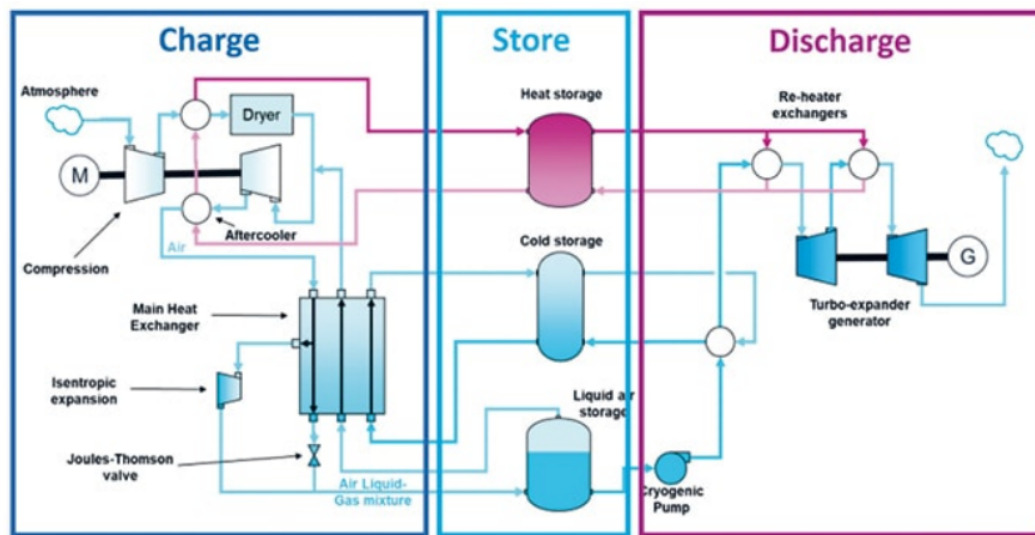 Charge
Store
Discharge
Atmosphere
Dryer
M
Aftercooler
Air
Compression
Main Heat
Exchanger
Isentropic
expansion
Joules-Thomson
valve
Air Liquid-
Gas mixture
Heat storage
Cold storage
Liquid air
storage
Re-heater
exchangers
G
Turbo-expander
generator
Cryogenic
Pump